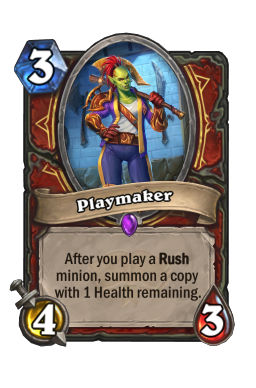 3
Playmaker
After you play a Rush
minion, summon a copy
with 1 Health remaining.
4
3